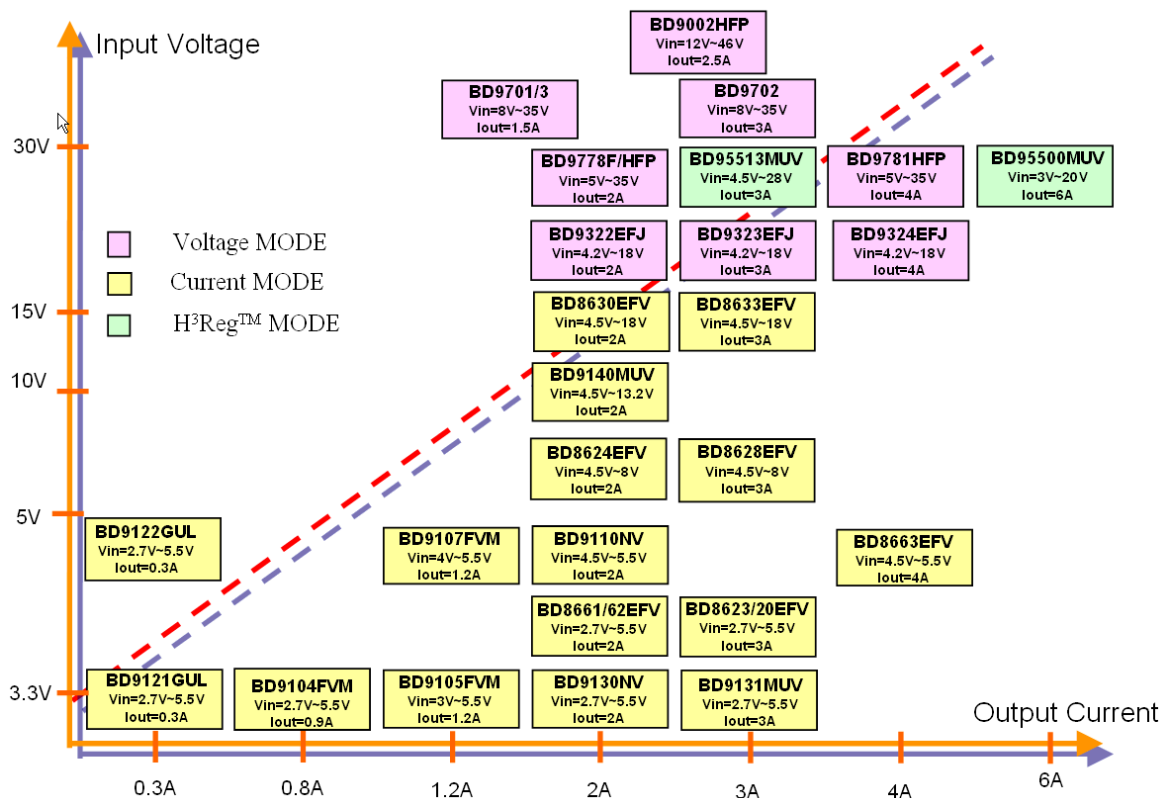 Input Voltage
BD9002HFP
Vin=12V~46V
Iout=2.5A
BD9701/3
Vin=8V~35V
Iout=1.5A
BD9702
Vin=8V~35V
Iout=3A
30V
BD9778F/HFP
Vin=5V~35V
Iout=2A
BD95513MUV
Vin=4.5V~28V
Iout=3A
BD9781HFP
Vin=5V~35V
Iout=4A
BD95500MUV
Vin=3V~20V
Iout=6A
Voltage MODE
Current MODE
H³Reg™ MODE
BD9322EFJ
Vin=4.2V~18V
Iout=2A
BD9323EFJ
Vin=4.2V~18V
Iout=3A
BD9324EFJ
Vin=4.2V~18V
Iout=4A
15V
BD8630EFV
Vin=4.5V~18V
Iout=2A
BD8633EFV
Vin=4.5V~18V
Iout=3A
10V
BD9140MUV
Vin=4.5V~13.2V
Iout=2A
BD8624EFV
Vin=4.5V~8V
Iout=2A
BD8628EFV
Vin=4.5V~8V
Iout=3A
5V
BD9122GUL
Vin=2.7V~5.5V
Iout=0.3A
BD9107FVM
Vin=4V~5.5V
Iout=1.2A
BD9110NV
Vin=4.5V~5.5V
Iout=2A
BD8663EFV
Vin=4.5V~5.5V
Iout=4A
BD8661/62EFV
Vin=2.7V~5.5V
Iout=2A
BD8623/20EFV
Vin=2.7V~5.5V
Iout=3A
3.3V
BD9121GUL
Vin=2.7V~5.5V
Iout=0.3A
BD9104FVM
Vin=2.7V~5.5V
Iout=0.9A
BD9105FVM
Vin=3V~5.5V
Iout=1.2A
BD9130NV
Vin=2.7V~5.5V
Iout=2A
BD9131MUV
Vin=2.7V~5.5V
Iout=3A
Output Current
0.3A
0.8A
1.2A
2A
3A
4A
6A